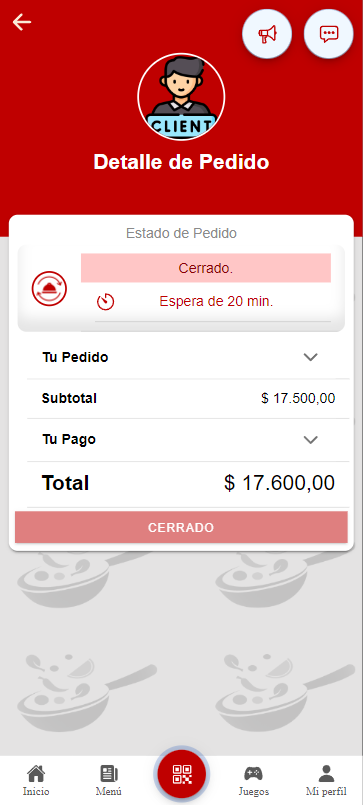 CLIENT
Detalle de Pedido
Estado de Pedido
Cerrado.
Espera de 20 min.
Tu Pedido
Subtotal $ 17.500,00
Tu Pago
Total $ 17.600,00
CERRADO
Inicio Menú Juegos Mi perfil